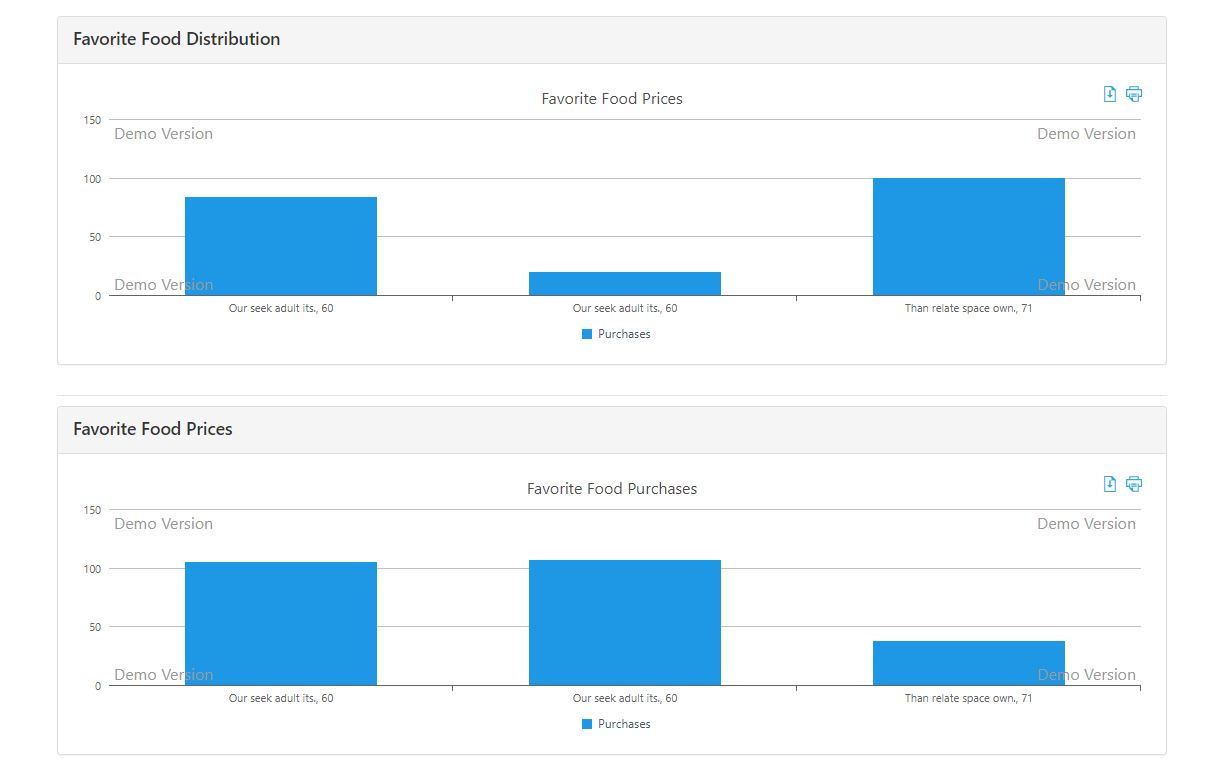 Favorite Food Distribution
Favorite Food Prices
150
Demo Version Demo Version
100
50
Demo Version Demo Version
0
Our seek adult its., 60 Our seek adult its., 60 Than relate space own., 71
Purchases
Favorite Food Prices
Favorite Food Purchases
150
Demo Version Demo Version
100
50
Demo Version Demo Version
0
Our seek adult its., 60 Our seek adult its., 60 Than relate space own., 71
Purchases